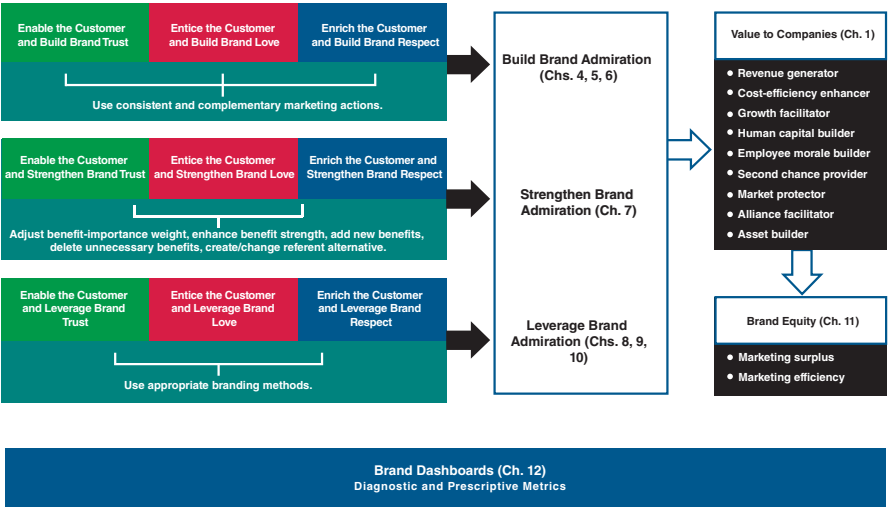 Enable the Customer
and Build Brand Trust
Entice the Customer
and Build Brand Love
Enrich the Customer
and Build Brand Respect
Use consistent and complementary marketing actions.
Enable the Customer
and Strengthen Brand Trust
Entice the Customer
and Strengthen Brand Love
Enrich the Customer and
Strengthen Brand Respect
Adjust benefit-importance weight, enhance benefit strength, add new benefits,
delete unnecessary benefits, create/change referent alternative.
Enable the Customer
and Leverage Brand
Trust
Entice the Customer
and Leverage Brand
Love
Enrich the Customer
and Leverage Brand
Respect
Use appropriate branding methods.
Build Brand Admiration
(Chs. 4, 5, 6)
Strengthen Brand
Admiration (Ch. 7)
Leverage Brand
Admiration (Chs. 8, 9,
10)
Value to Companies (Ch. 1)
● Revenue generator
● Cost-efficiency enhancer
● Growth facilitator
● Human capital builder
● Employee morale builder
● Second chance provider
● Market protector
● Alliance facilitator
● Asset builder
Brand Equity (Ch. 11)
● Marketing surplus
● Marketing efficiency
Brand Dashboards (Ch. 12)
Diagnostic and Prescriptive Metrics